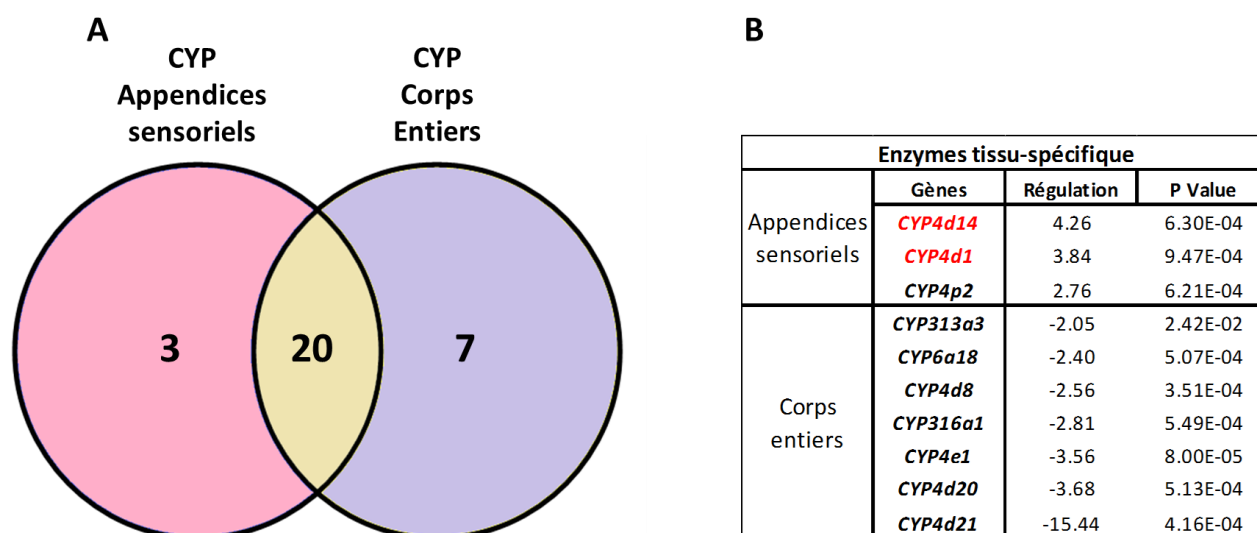 A
CYP
Appendices
sensoriels
CYP
Corps
Entiers
3
20
7
B
Enzymes tissu-spécifique
Gènes Régulation P Value
Appendices
sensoriels
CYP4d14 4.26 6.30E-04
CYP4d1 3.84 9.47E-04
CYP4p2 2.76 6.21E-04
Corps
entiers
CYP313a3 -2.05 2.42E-02
CYP6a18 -2.40 5.07E-04
CYP4d8 -2.56 3.51E-04
CYP316a1 -2.81 5.49E-04
CYP4e1 -3.56 8.00E-05
CYP4d20 -3.68 5.13E-04
CYP4d21 -15.44 4.16E-04